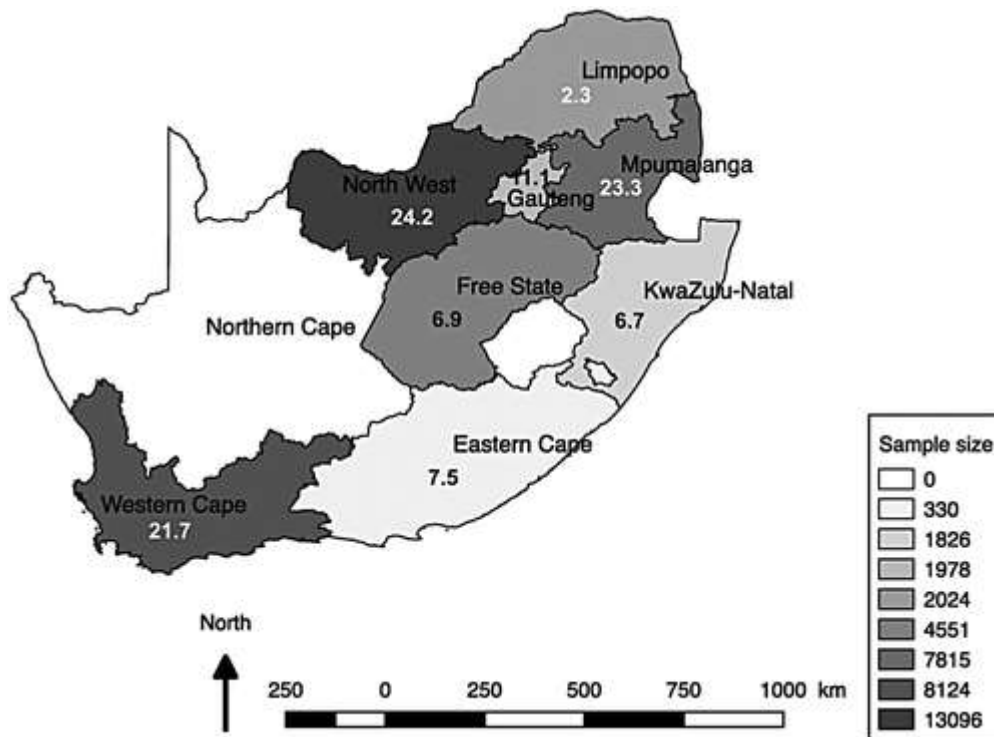 Limpopo
2.3
Mpumalanga
23.3
North West
24.2
11.1
Gauteng
Free State
6.9
KwaZulu-Natal
6.7
Northern Cape
Eastern Cape
7.5
Western Cape
21.7
North
250 0 250 500 750 1000 km
Sample size
0
330
1826
1978
2024
4551
7815
8124
13096